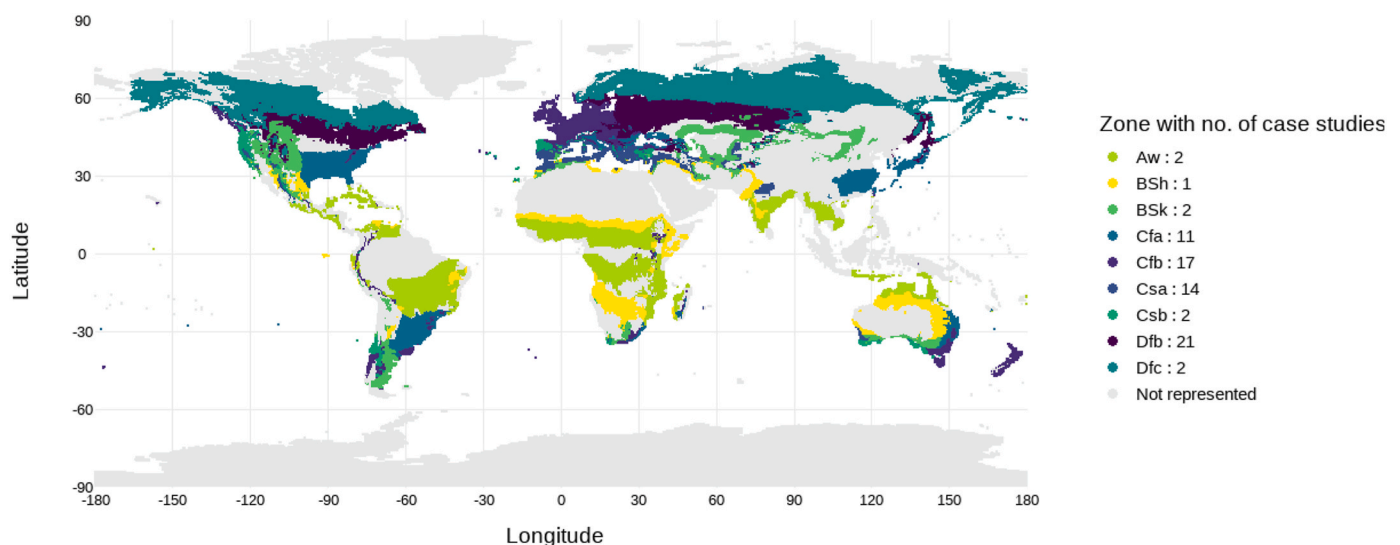 90
60
30
0
-30
-60
-90
Latitude
-180 -150 -120 -90 -60 -30 0 30 60 90 120 150 180
Longitude
Zone with no. of case studies
Aw : 2
BSh : 1
BSk : 2
Cfa : 11
Cfb : 17
Csa : 14
Csb : 2
Dfb : 21
Dfc : 2
Not represented